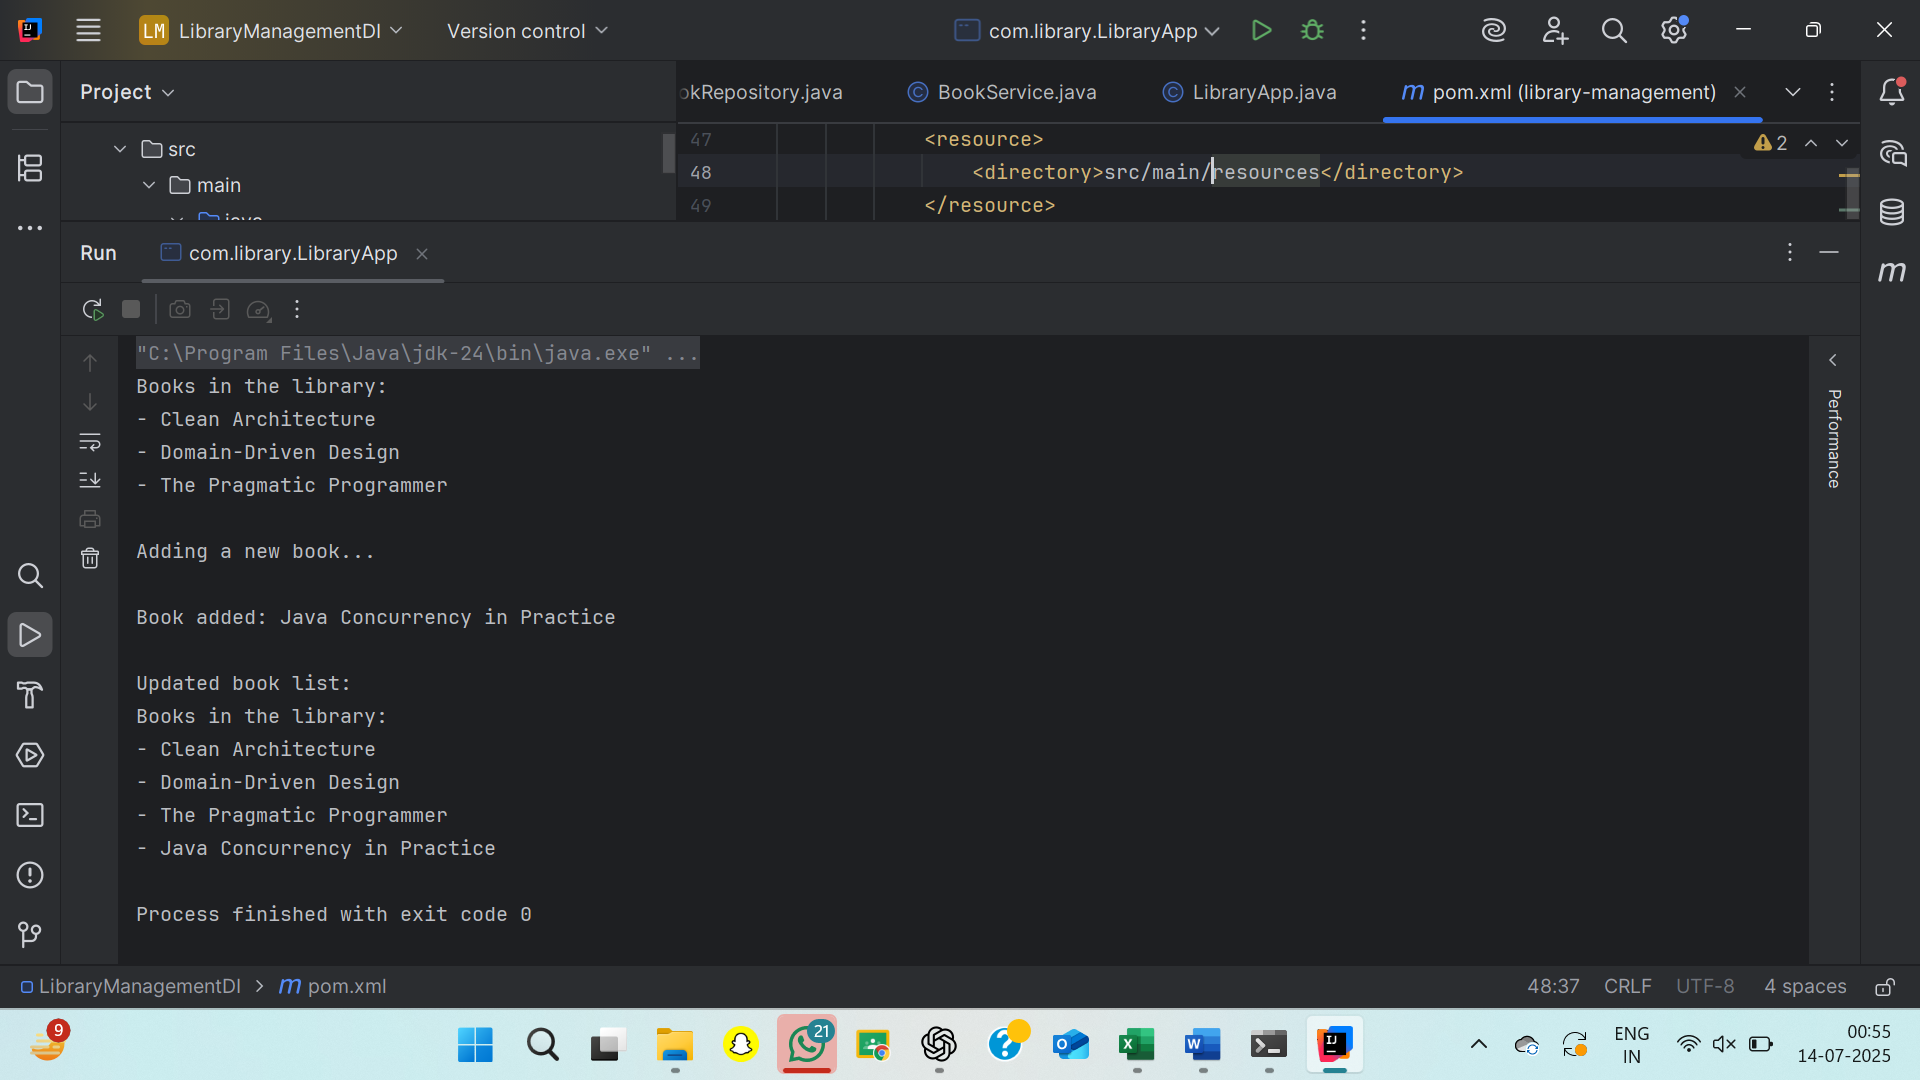 LM LibraryManagementDI Version control com.library.LibraryApp
Project
okRepository.java BookService.java LibraryApp.java pom.xml (library-management)
src
main
java
47 <resource> 2
48 <directory>src/main/resources</directory>
49 </resource>
Run com.library.LibraryApp
"C:\Program Files\Java\jdk-24\bin\java.exe" ...
Books in the library:
- Clean Architecture
- Domain-Driven Design
- The Pragmatic Programmer
Adding a new book...
Book added: Java Concurrency in Practice
Updated book list:
Books in the library:
- Clean Architecture
- Domain-Driven Design
- The Pragmatic Programmer
- Java Concurrency in Practice
Process finished with exit code 0
Performance
LibraryManagementDI > pom.xml 48:37 CRLF UTF-8 4 spaces
9
21
ENG
IN
00:55
14-07-2025